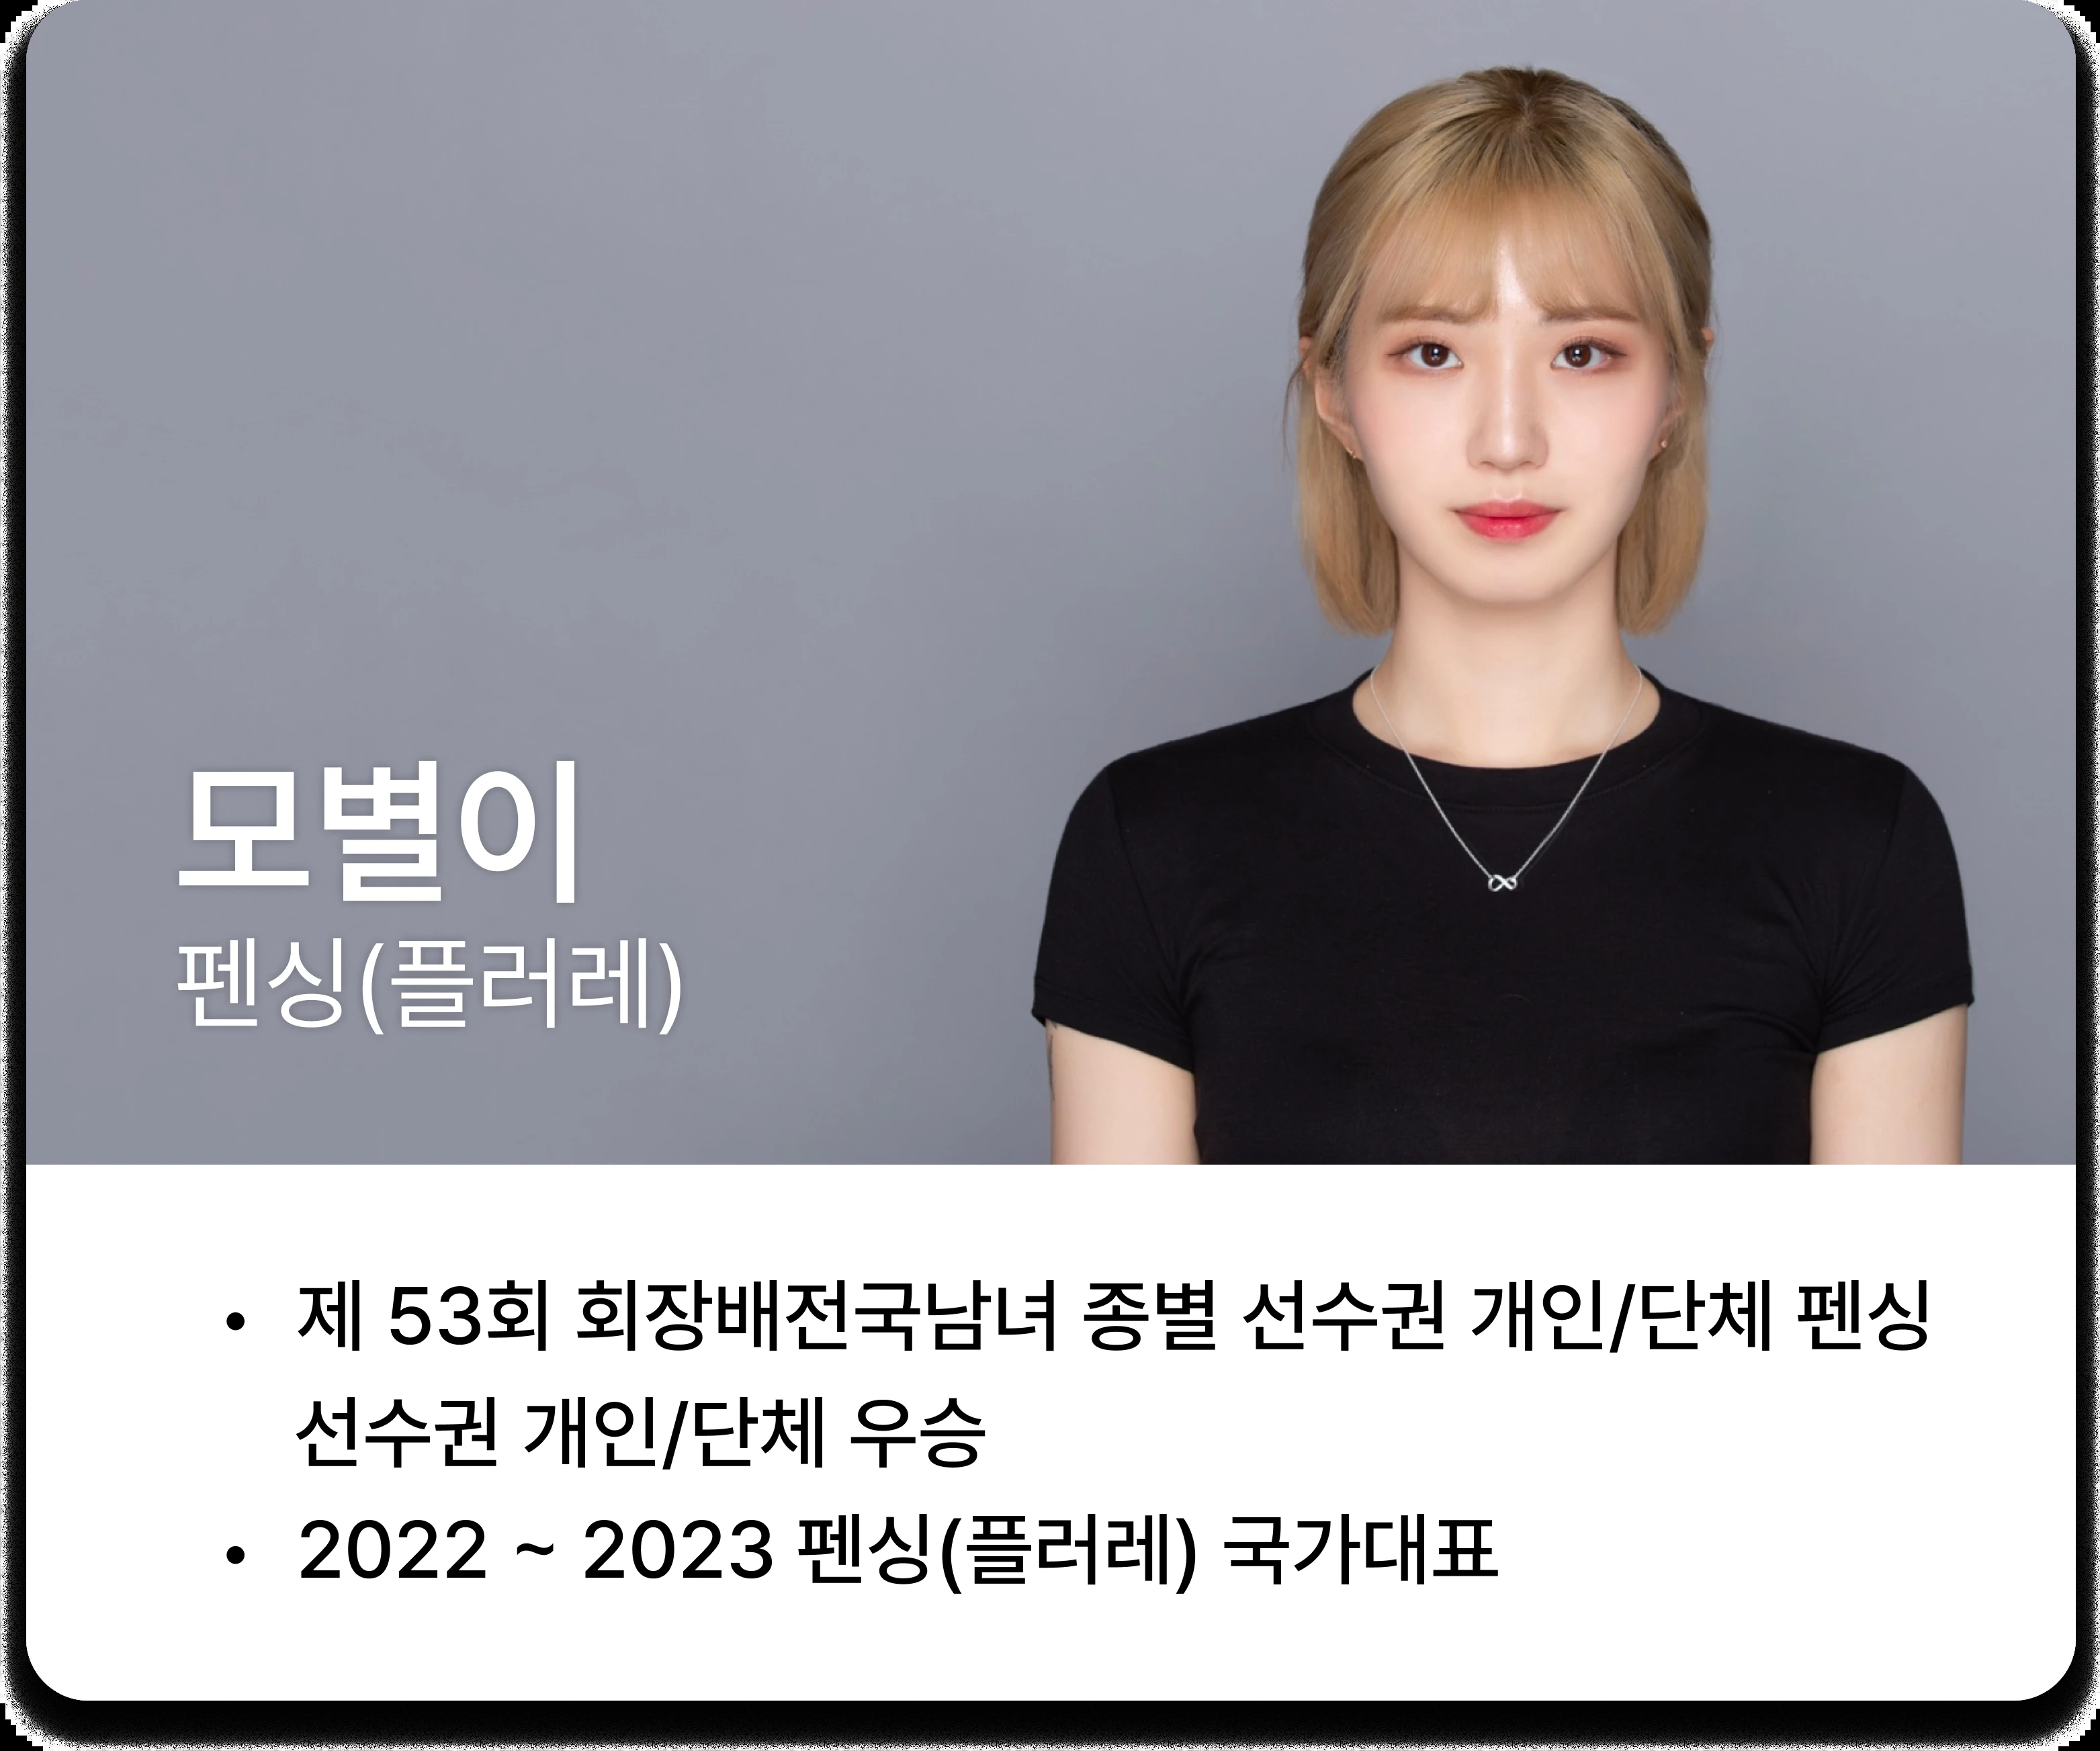 모별이
펜싱(플러레)
• 제 53회 회장배전국남녀 종별 선수권 개인/단체 펜싱
선수권 개인/단체 우승
• 2022 ~ 2023 펜싱(플러레) 국가대표